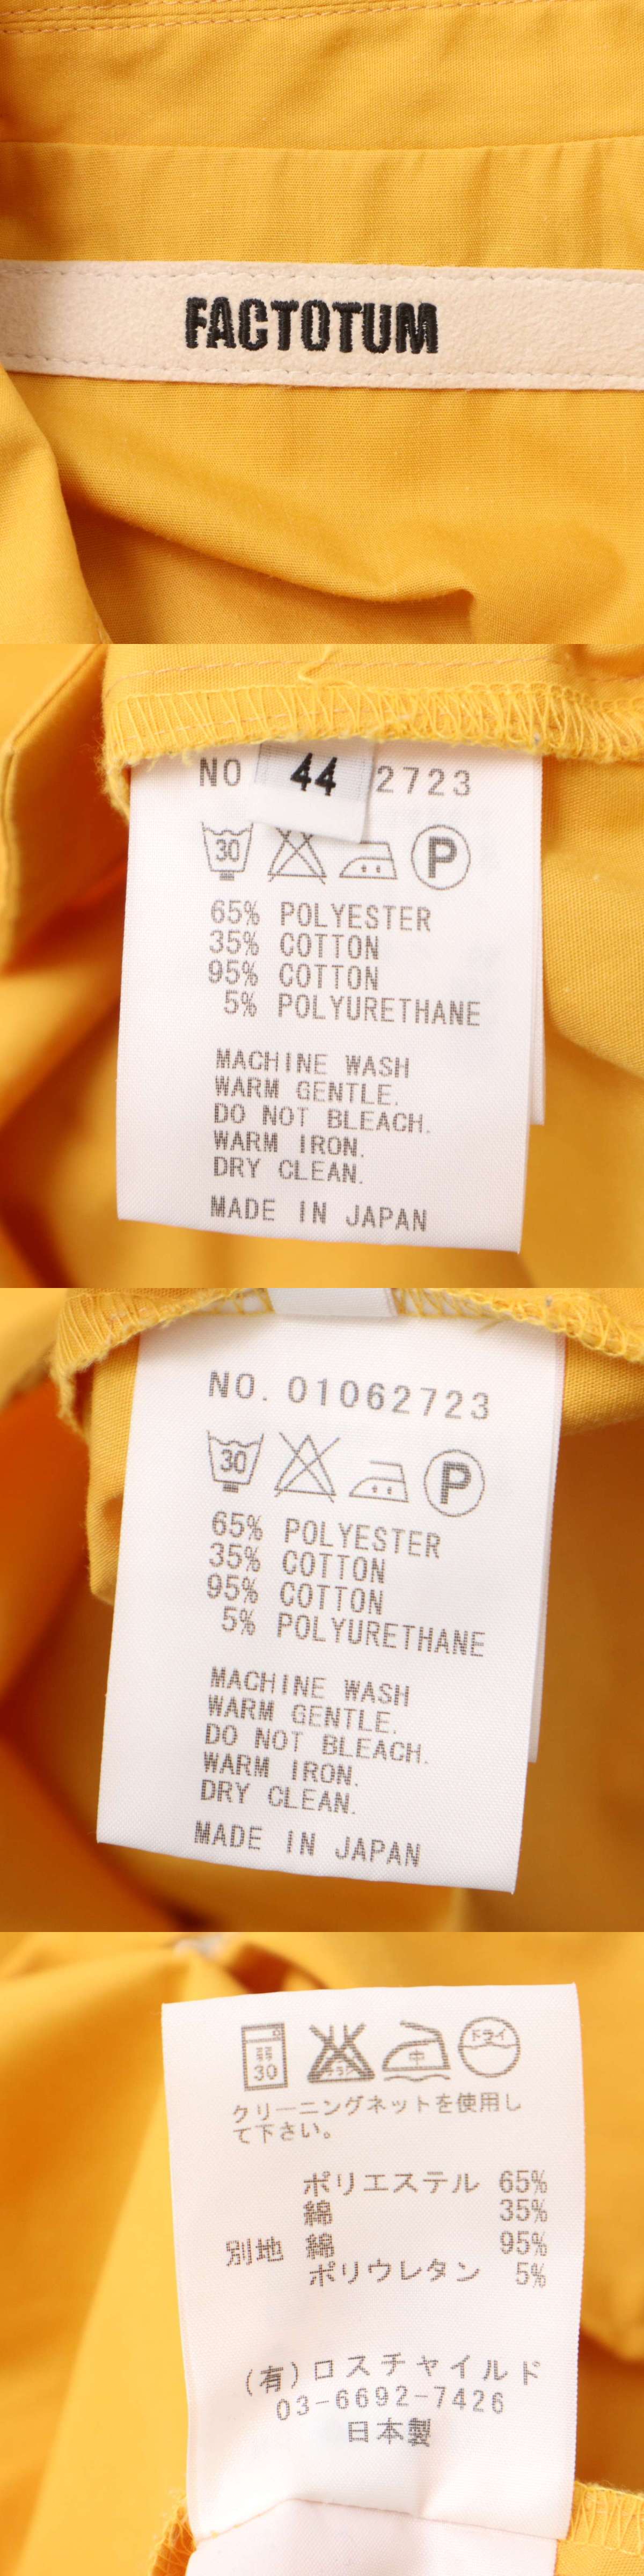 FACTOTUM
NO 44 2723
30 P
65% POLYESTER
35% COTTON
95% COTTON
5% POLYURETHANE
MACHINE WASH
WARM GENTLE.
DO NOT BLEACH.
WARM IRON.
DRY CLEAN.
MADE IN JAPAN
NO. 01062723
30 P
65% POLYESTER
35% COTTON
95% COTTON
5% POLYURETHANE
MACHINE WASH
WARM GENTLE.
DO NOT BLEACH.
WARM IRON.
DRY CLEAN.
MADE IN JAPAN
30 中 ドライ
クリーニングネットを使用し
て下さい。
ポリエステル 65%
綿 35%
別地 綿 95%
ポリウレタン 5%
(有)ロスチャイルド
03-6692-7426
日本製